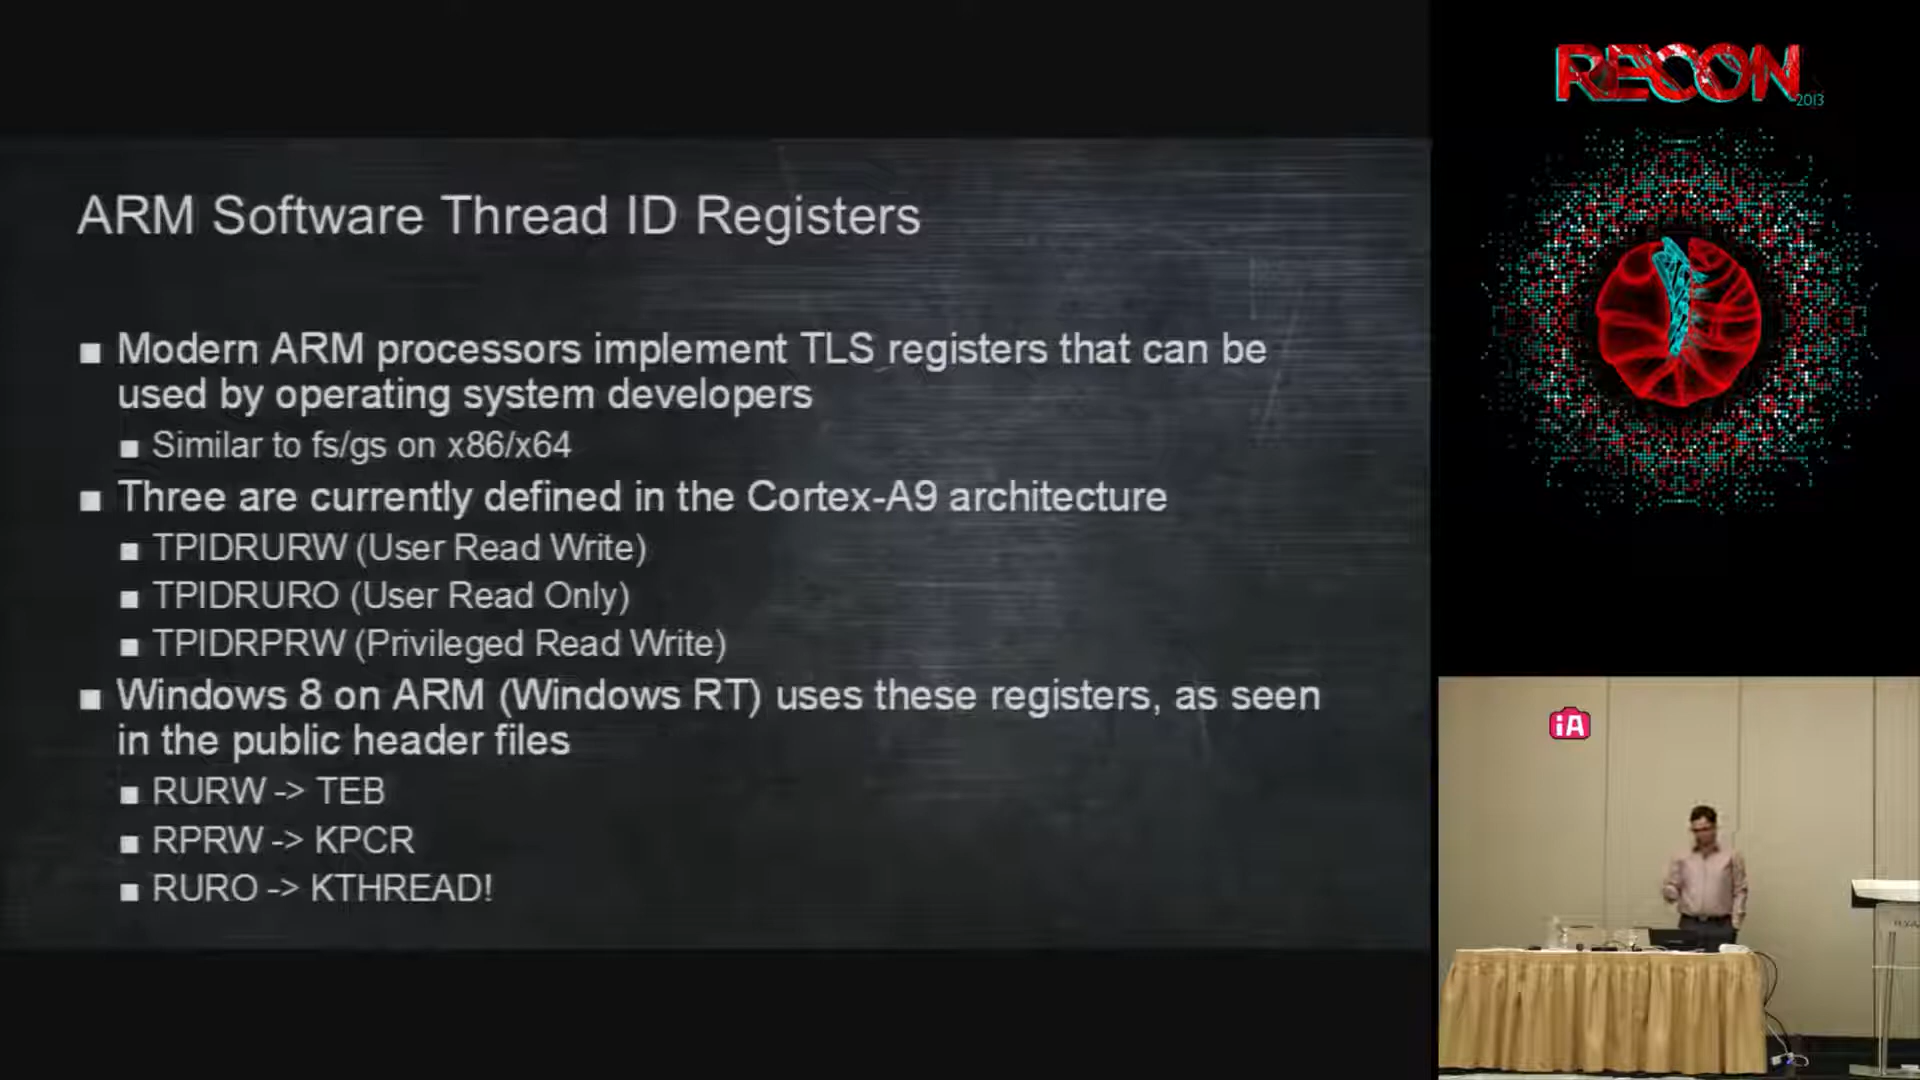 ARM Software Thread ID Registers
Modern ARM processors implement TLS registers that can be
used by operating system developers
Similar to fs/gs on x86/x64
Three are currently defined in the Cortex-A9 architecture
TPIDRURW (User Read Write)
TPIDRURO (User Read Only)
TPIDRPRW (Privileged Read Write)
Windows 8 on ARM (Windows RT) uses these registers, as seen
in the public header files
RURW -> TEB
RPRW -> KPCR
RURO -> KTHREAD!
RECON
2013
iA